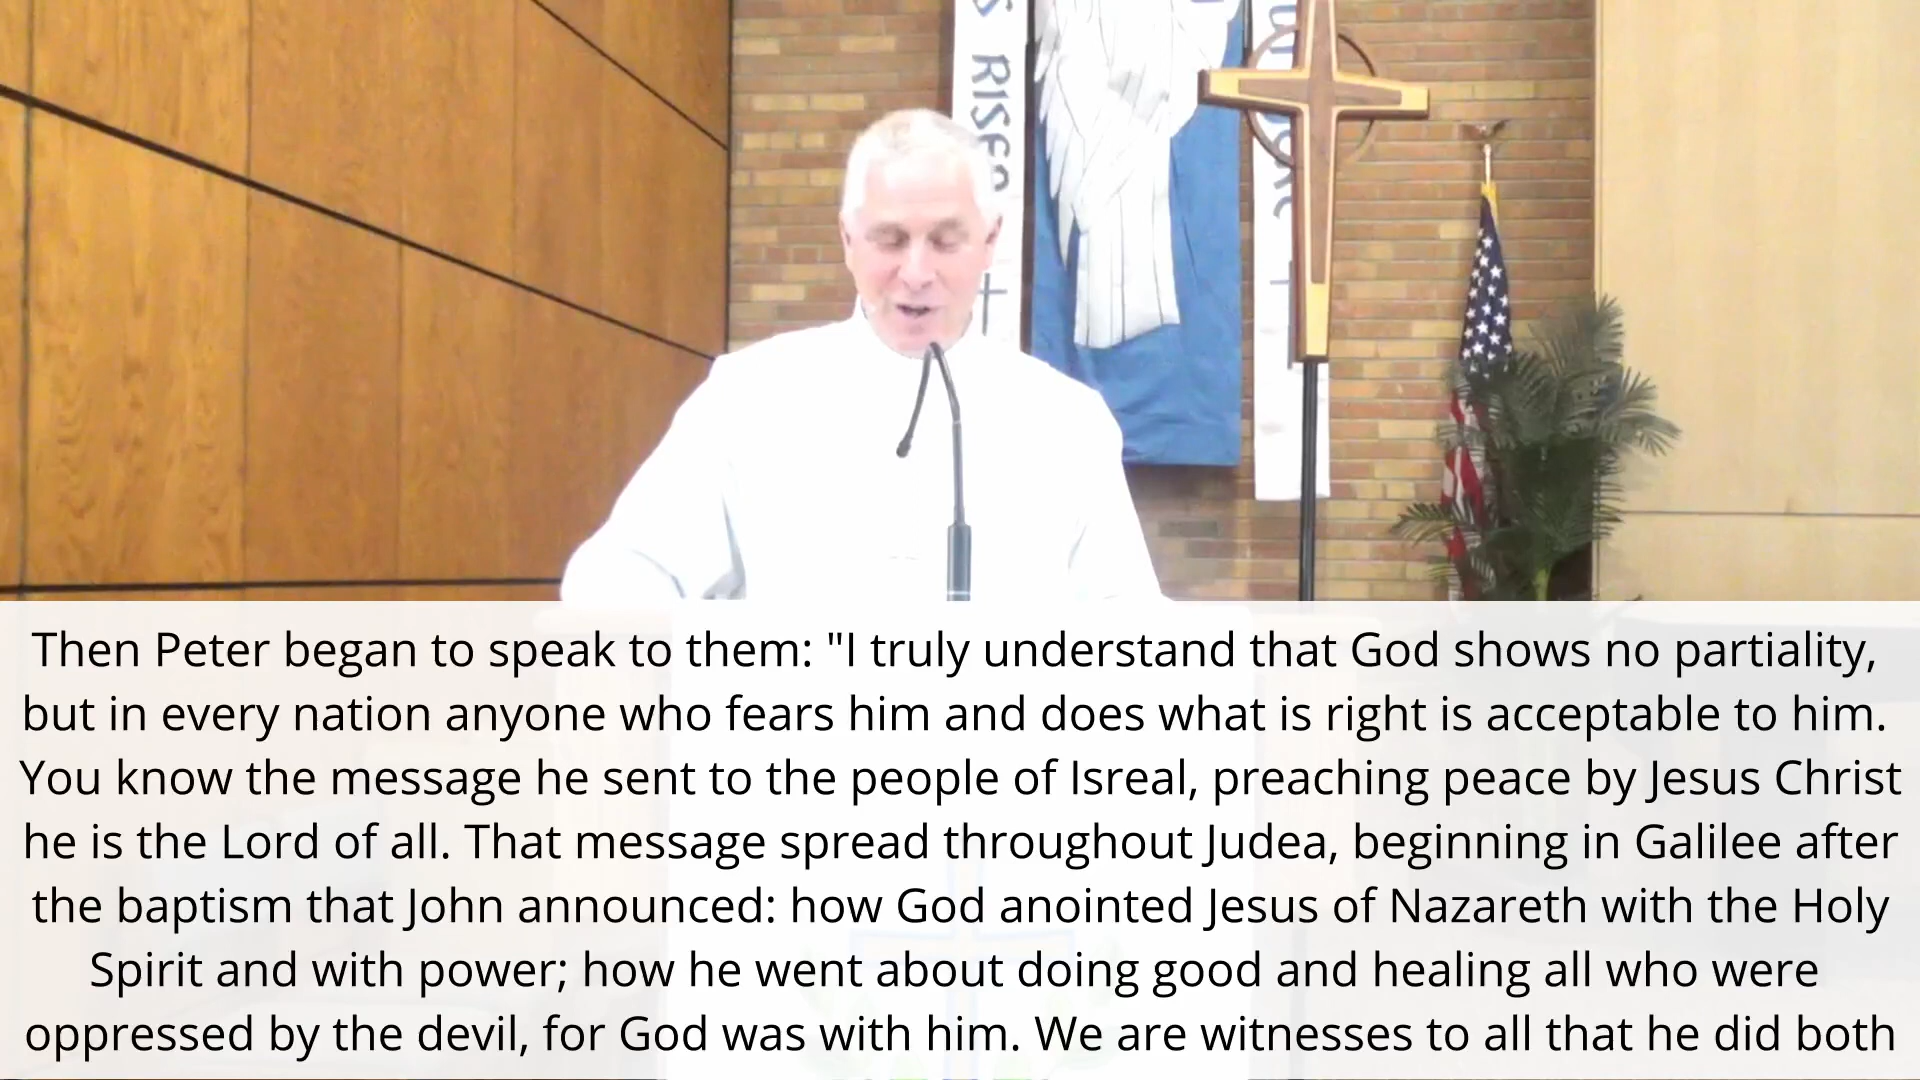 RISEN
Then Peter began to speak to them: "I truly understand that God shows no partiality,
but in every nation anyone who fears him and does what is right is acceptable to him.
You know the message he sent to the people of Isreal, preaching peace by Jesus Christ
he is the Lord of all. That message spread throughout Judea, beginning in Galilee after
the baptism that John announced: how God anointed Jesus of Nazareth with the Holy
Spirit and with power; how he went about doing good and healing all who were
oppressed by the devil, for God was with him. We are witnesses to all that he did both